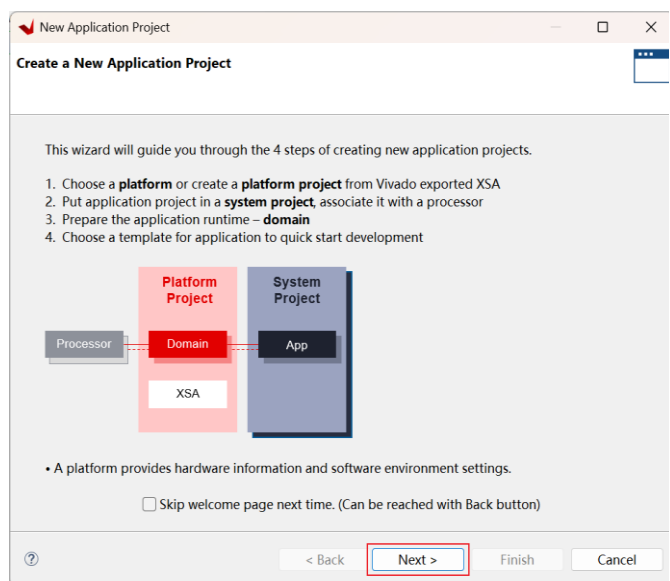 New Application Project
Create a New Application Project
This wizard will guide you through the 4 steps of creating new application projects.
1. Choose a platform or create a platform project from Vivado exported XSA
2. Put application project in a system project, associate it with a processor
3. Prepare the application runtime – domain
4. Choose a template for application to quick start development
Platform
Project
System
Project
Processor
Domain
App
XSA
• A platform provides hardware information and software environment settings.
Skip welcome page next time. (Can be reached with Back button)
? < Back Next > Finish Cancel